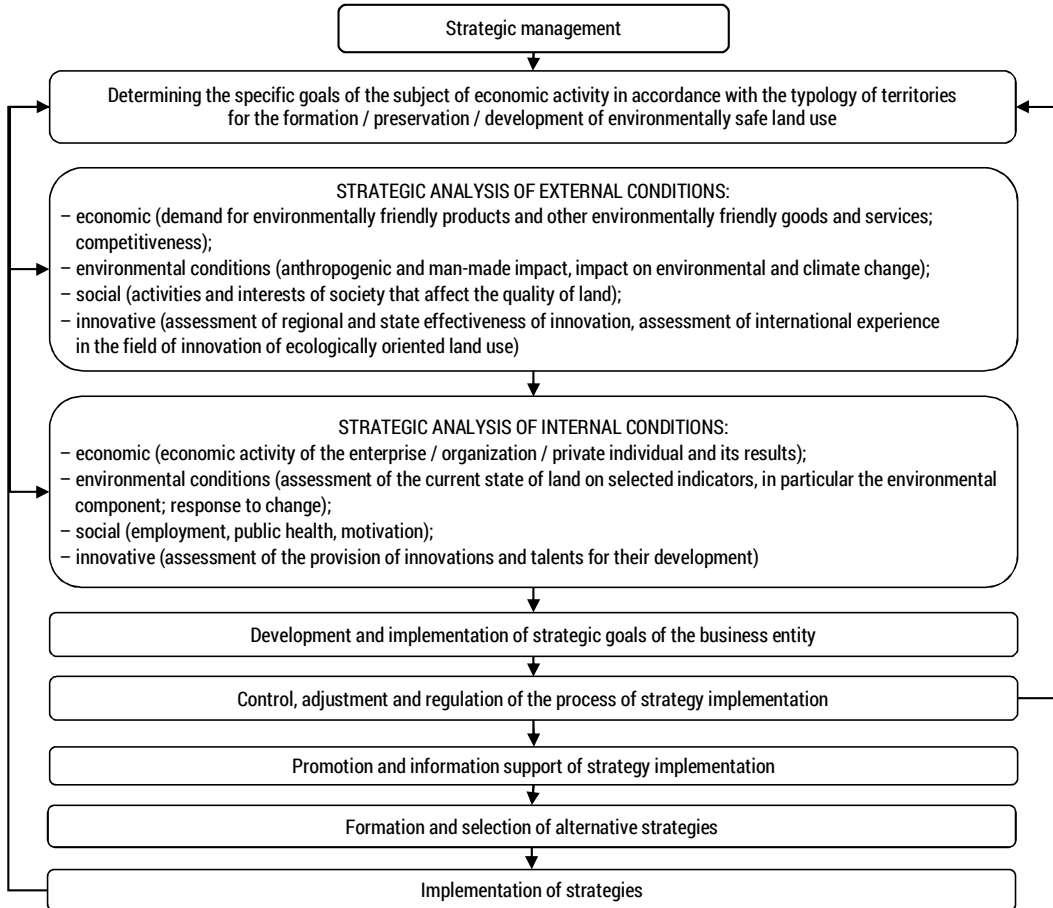 Strategic management
Determining the specific goals of the subject of economic activity in accordance with the typology of territories
for the formation / preservation / development of environmentally safe land use
STRATEGIC ANALYSIS OF EXTERNAL CONDITIONS:
– economic (demand for environmentally friendly products and other environmentally friendly goods and services;
competitiveness);
– environmental conditions (anthropogenic and man-made impact, impact on environmental and climate change);
– social (activities and interests of society that affect the quality of land);
– innovative (assessment of regional and state effectiveness of innovation, assessment of international experience
in the field of innovation of ecologically oriented land use)
STRATEGIC ANALYSIS OF INTERNAL CONDITIONS:
– economic (economic activity of the enterprise / organization / private individual and its results);
– environmental conditions (assessment of the current state of land on selected indicators, in particular the environmental
component; response to change);
– social (employment, public health, motivation);
– innovative (assessment of the provision of innovations and talents for their development)
Development and implementation of strategic goals of the business entity
Control, adjustment and regulation of the process of strategy implementation
Promotion and information support of strategy implementation
Formation and selection of alternative strategies
Implementation of strategies